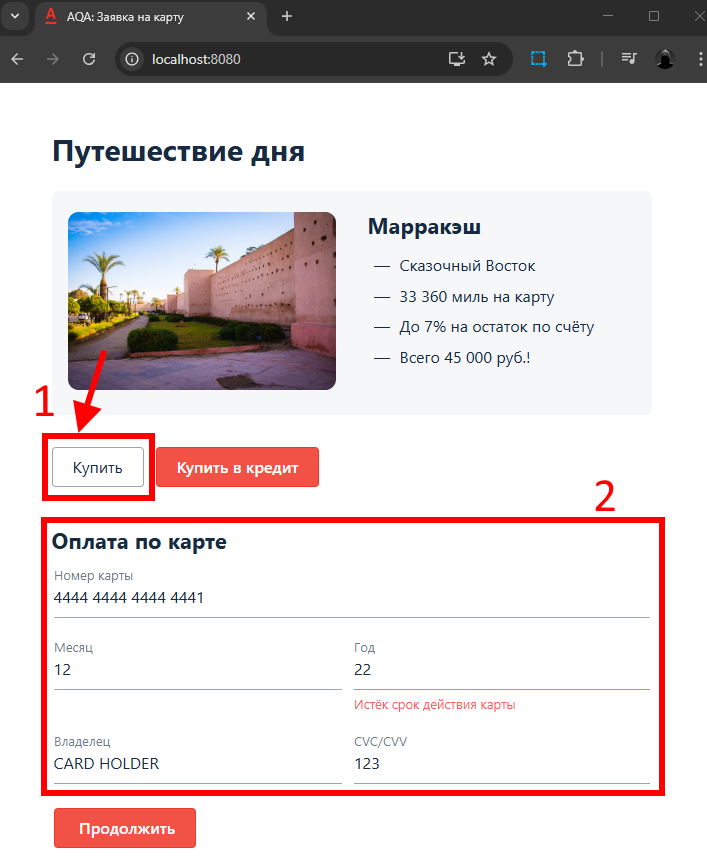 AQA: Заявка на карту
localhost:8080
Путешествие дня
Марракэш
— Сказочный Восток
— 33 360 миль на карту
— До 7% на остаток по счёту
— Всего 45 000 руб.!
1
Купить
Купить в кредит
2
Оплата по карте
Номер карты
4444 4444 4444 4441
Месяц
Год
12
22
Истёк срок действия карты
Владелец
CVC/CVV
CARD HOLDER
123
Продолжить